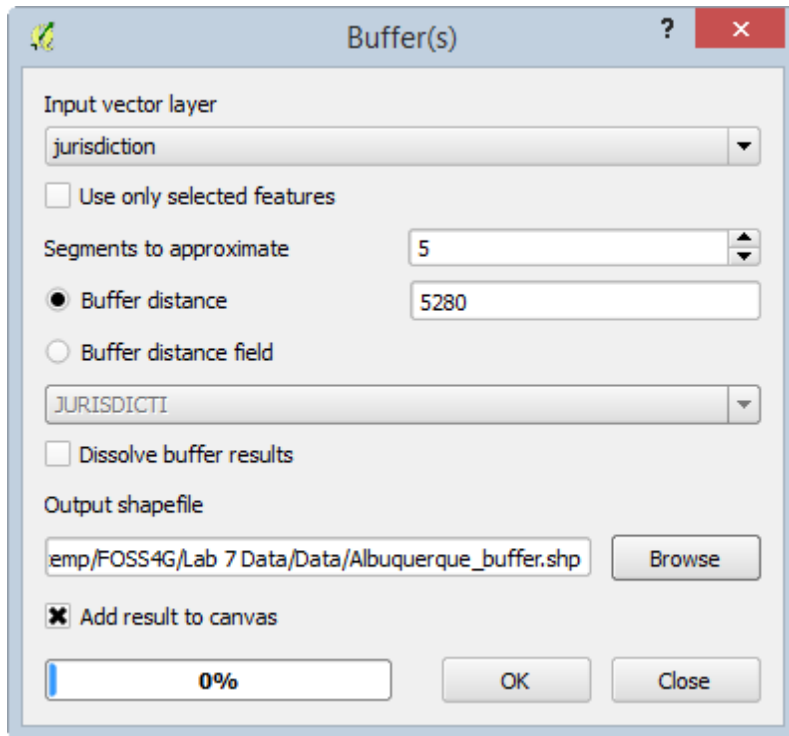 Buffer(s)
?
Input vector layer
jurisdiction
Use only selected features
Segments to approximate 5
Buffer distance 5280
Buffer distance field
JURISDICTI
Dissolve buffer results
Output shapefile
emp/FOSS4G/Lab 7 Data/Data/Albuquerque_buffer.shp Browse
Add result to canvas
0% OK Close